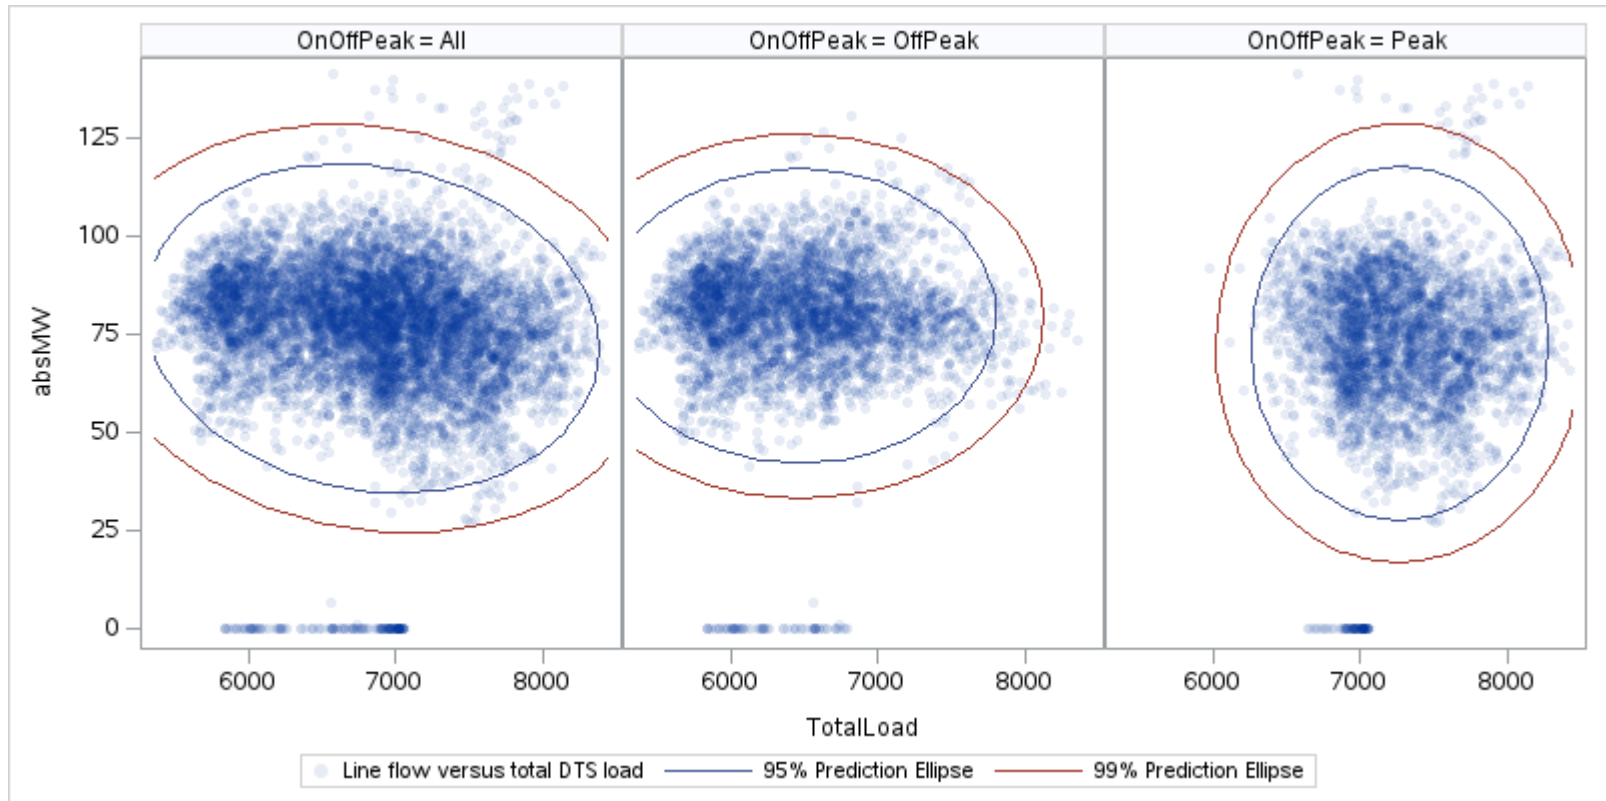 OnOffPeak = All OnOffPeak = OffPeak OnOffPeak = Peak
125
100
75
50
25
0
absMW
6000 7000 8000 6000 7000 8000 6000 7000 8000
TotalLoad
Line flow versus total DTS load 95% Prediction Ellipse 99% Prediction Ellipse